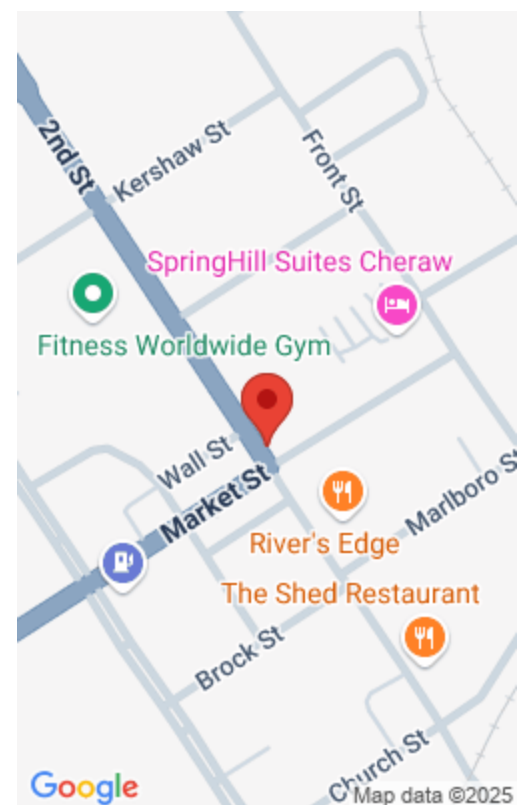 2nd St
Kershaw St
Front St
SpringHill Suites Cheraw
Fitness Worldwide Gym
Wall St
Market St
River's Edge
Marlboro St
The Shed Restaurant
Brock St
Church St
Google
Map data ©2025